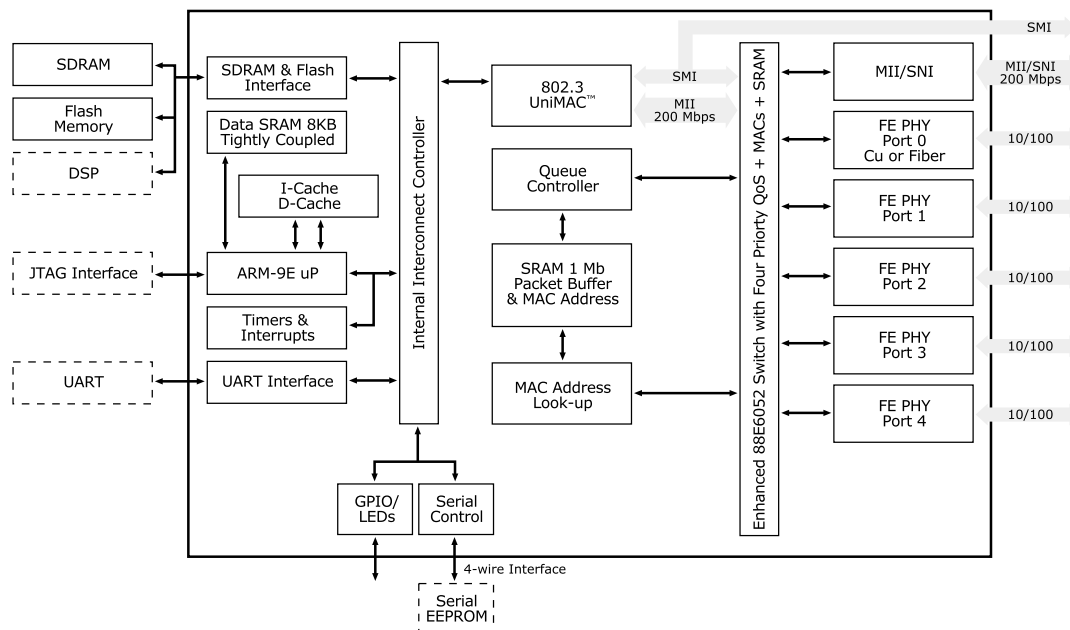 SMI
SDRAM
SDRAM & Flash
Interface
802.3
UniMAC™
SMI
MII
200 Mbps
MII/SNI
MII/SNI
200 Mbps
Flash
Memory
Data SRAM 8KB
Tightly Coupled
FE PHY
Port 0
Cu or Fiber
10/100
DSP
I-Cache
D-Cache
Queue
Controller
FE PHY
Port 1
10/100
Internal Interconnect Controller
Enhanced 88E6052 Switch with Four Priorty QoS + MACs + SRAM
JTAG Interface
ARM-9E uP
SRAM 1 Mb
Packet Buffer
& MAC Address
FE PHY
Port 2
10/100
Timers &
Interrupts
FE PHY
Port 3
10/100
UART
UART Interface
MAC Address
Look-up
FE PHY
Port 4
10/100
GPIO/
LEDs
Serial
Control
4-wire Interface
Serial
EEPROM